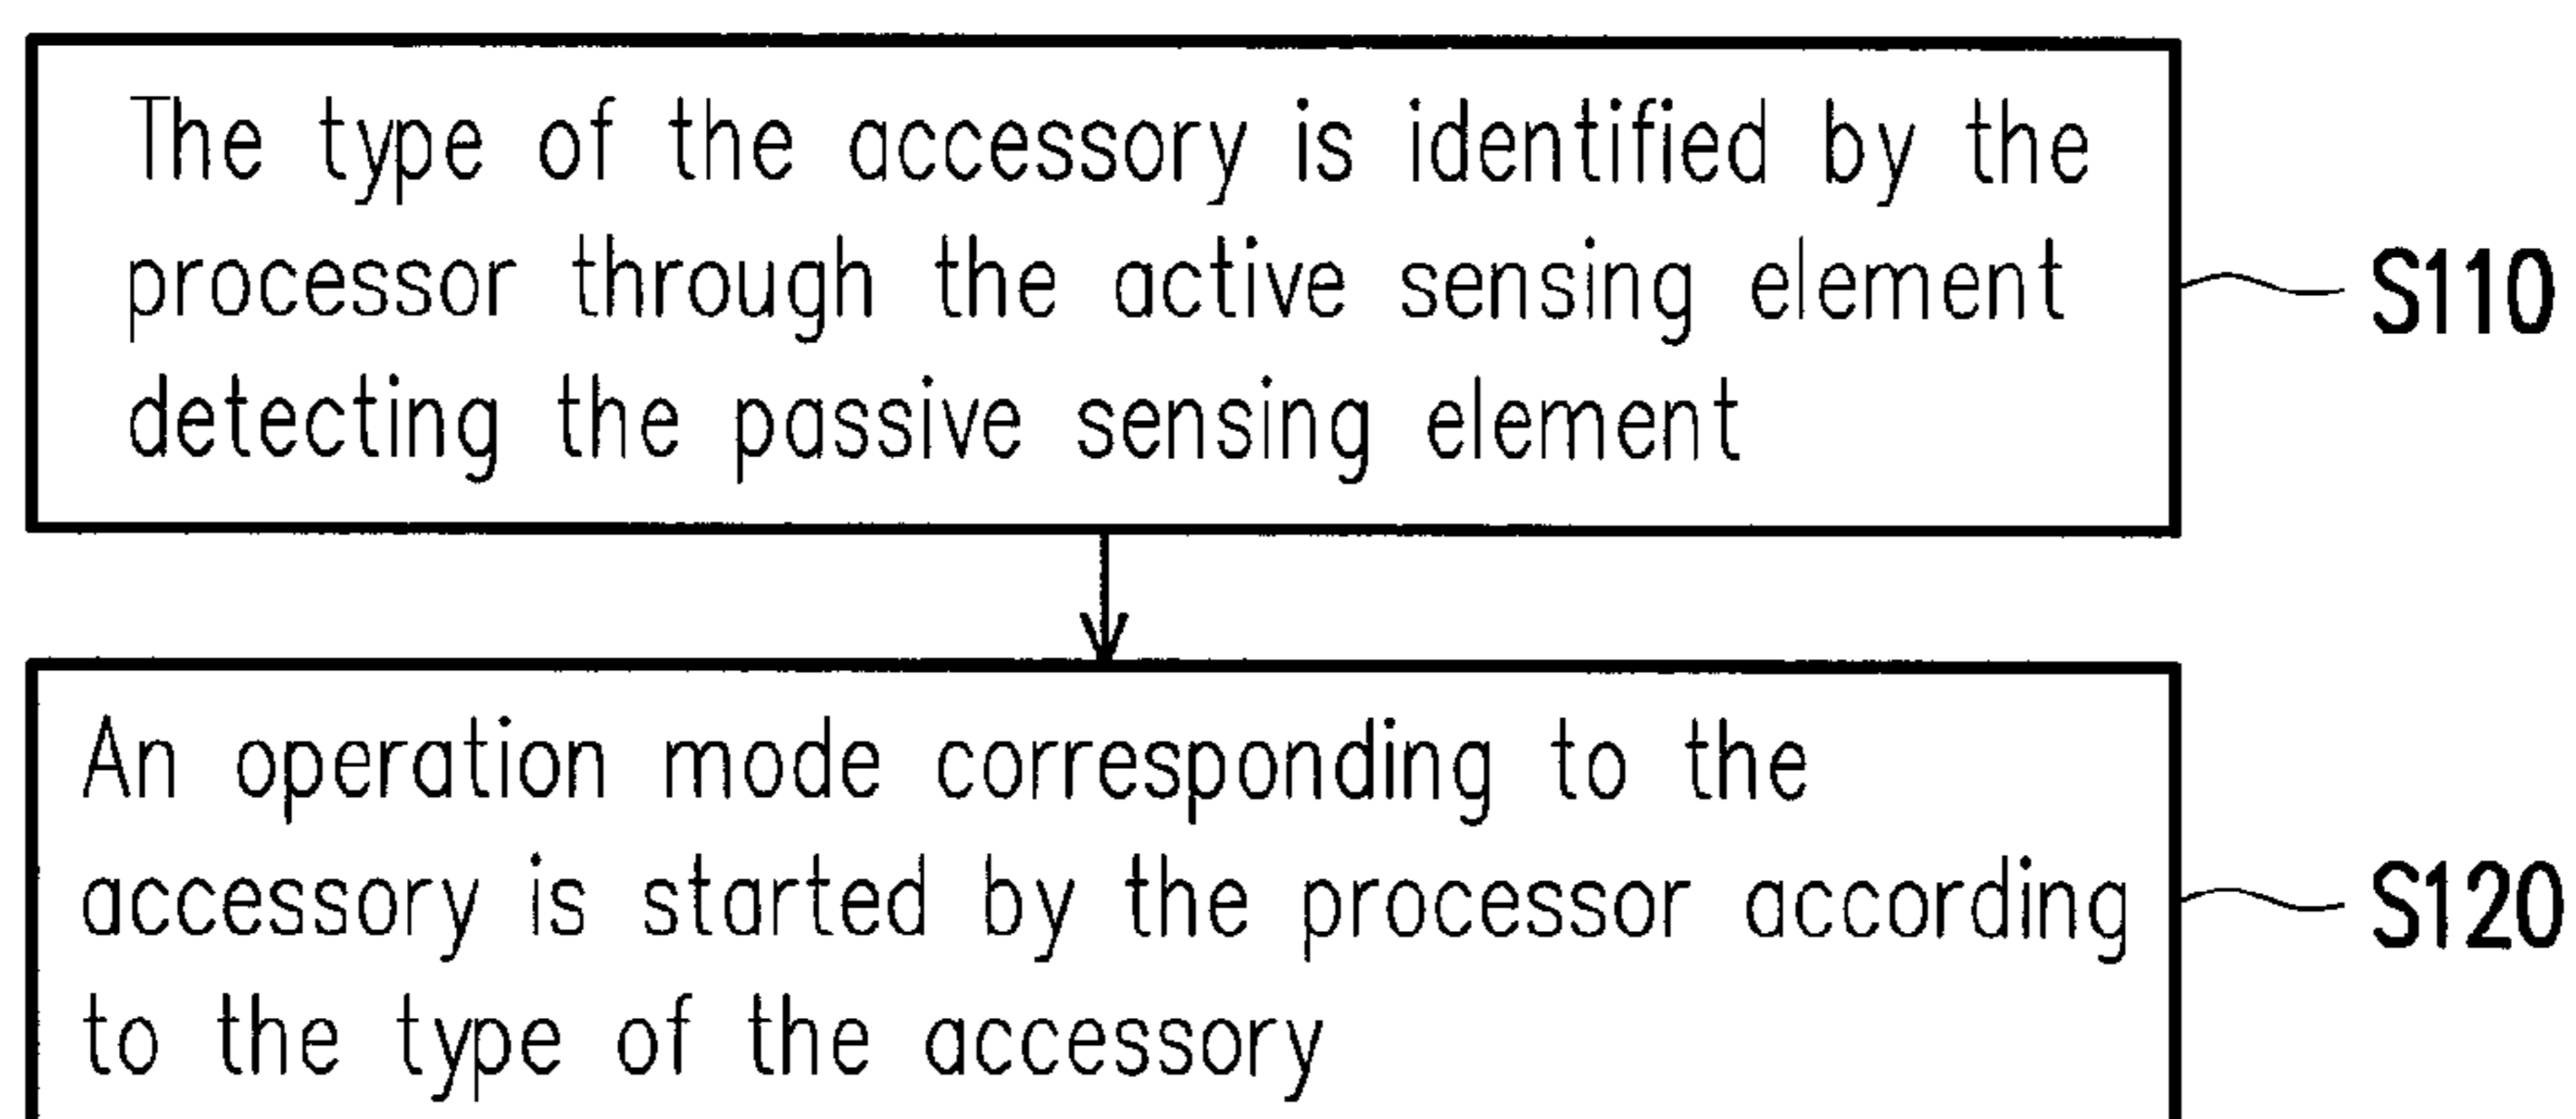 The type of the accessory is identified by the
processor through the active sensing element
detecting the passive sensing element
S110
An operation mode corresponding to the
accessory is started by the processor according
to the type of the accessory
S120